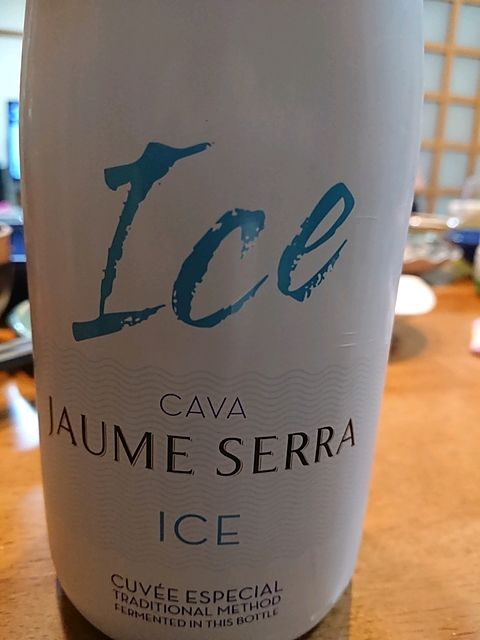 Ice
CAVA
JAUME SERRA
ICE
CUVÉE ESPECIAL
TRADITIONAL METHOD
FERMENTED IN THIS BOTTLE